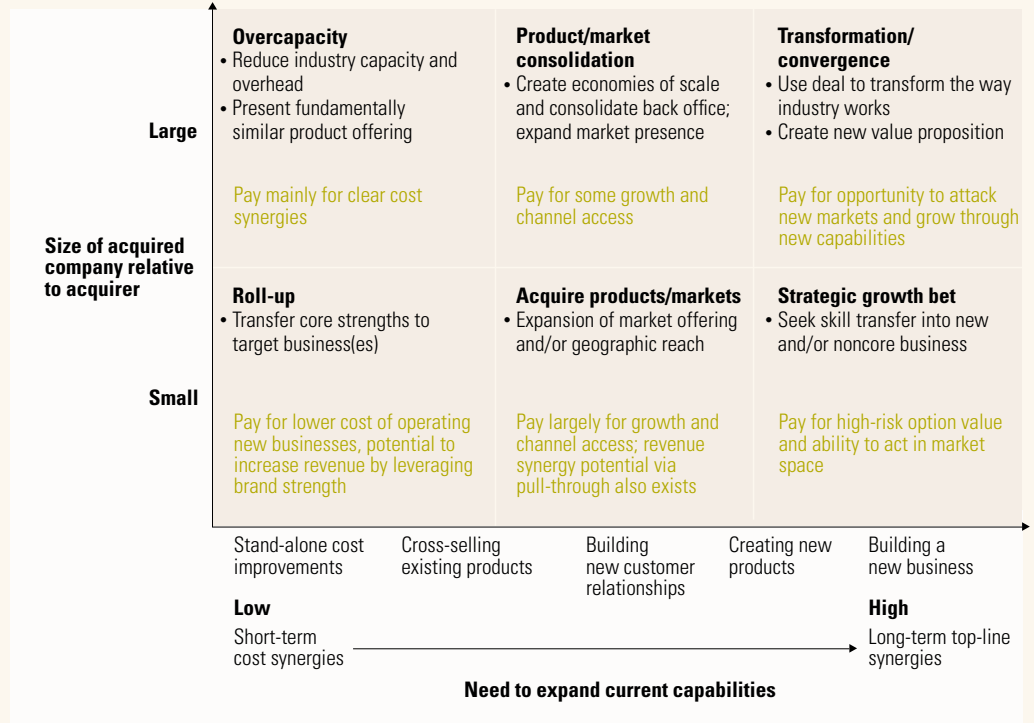 Overcapacity
• Reduce industry capacity and
overhead
• Present fundamentally
similar product offering
Pay mainly for clear cost
synergies
Product/market
consolidation
• Create economies of scale
and consolidate back office;
expand market presence
Pay for some growth and
channel access
Transformation/
convergence
• Use deal to transform the way
industry works
• Create new value proposition
Pay for opportunity to attack
new markets and grow through
new capabilities
Large
Size of acquired
company relative
to acquirer
Small
Roll-up
• Transfer core strengths to
target business(es)
Pay for lower cost of operating
new businesses, potential to
increase revenue by leveraging
brand strength
Acquire products/markets
• Expansion of market offering
and/or geographic reach
Pay largely for growth and
channel access; revenue
synergy potential via
pull-through also exists
Strategic growth bet
• Seek skill transfer into new
and/or noncore business
Pay for high-risk option value
and ability to act in market
space
Stand-alone cost
improvements
Cross-selling
existing products
Building
new customer
relationships
Creating new
products
Building a
new business
Low
Short-term
cost synergies
High
Long-term top-line
synergies
Need to expand current capabilities